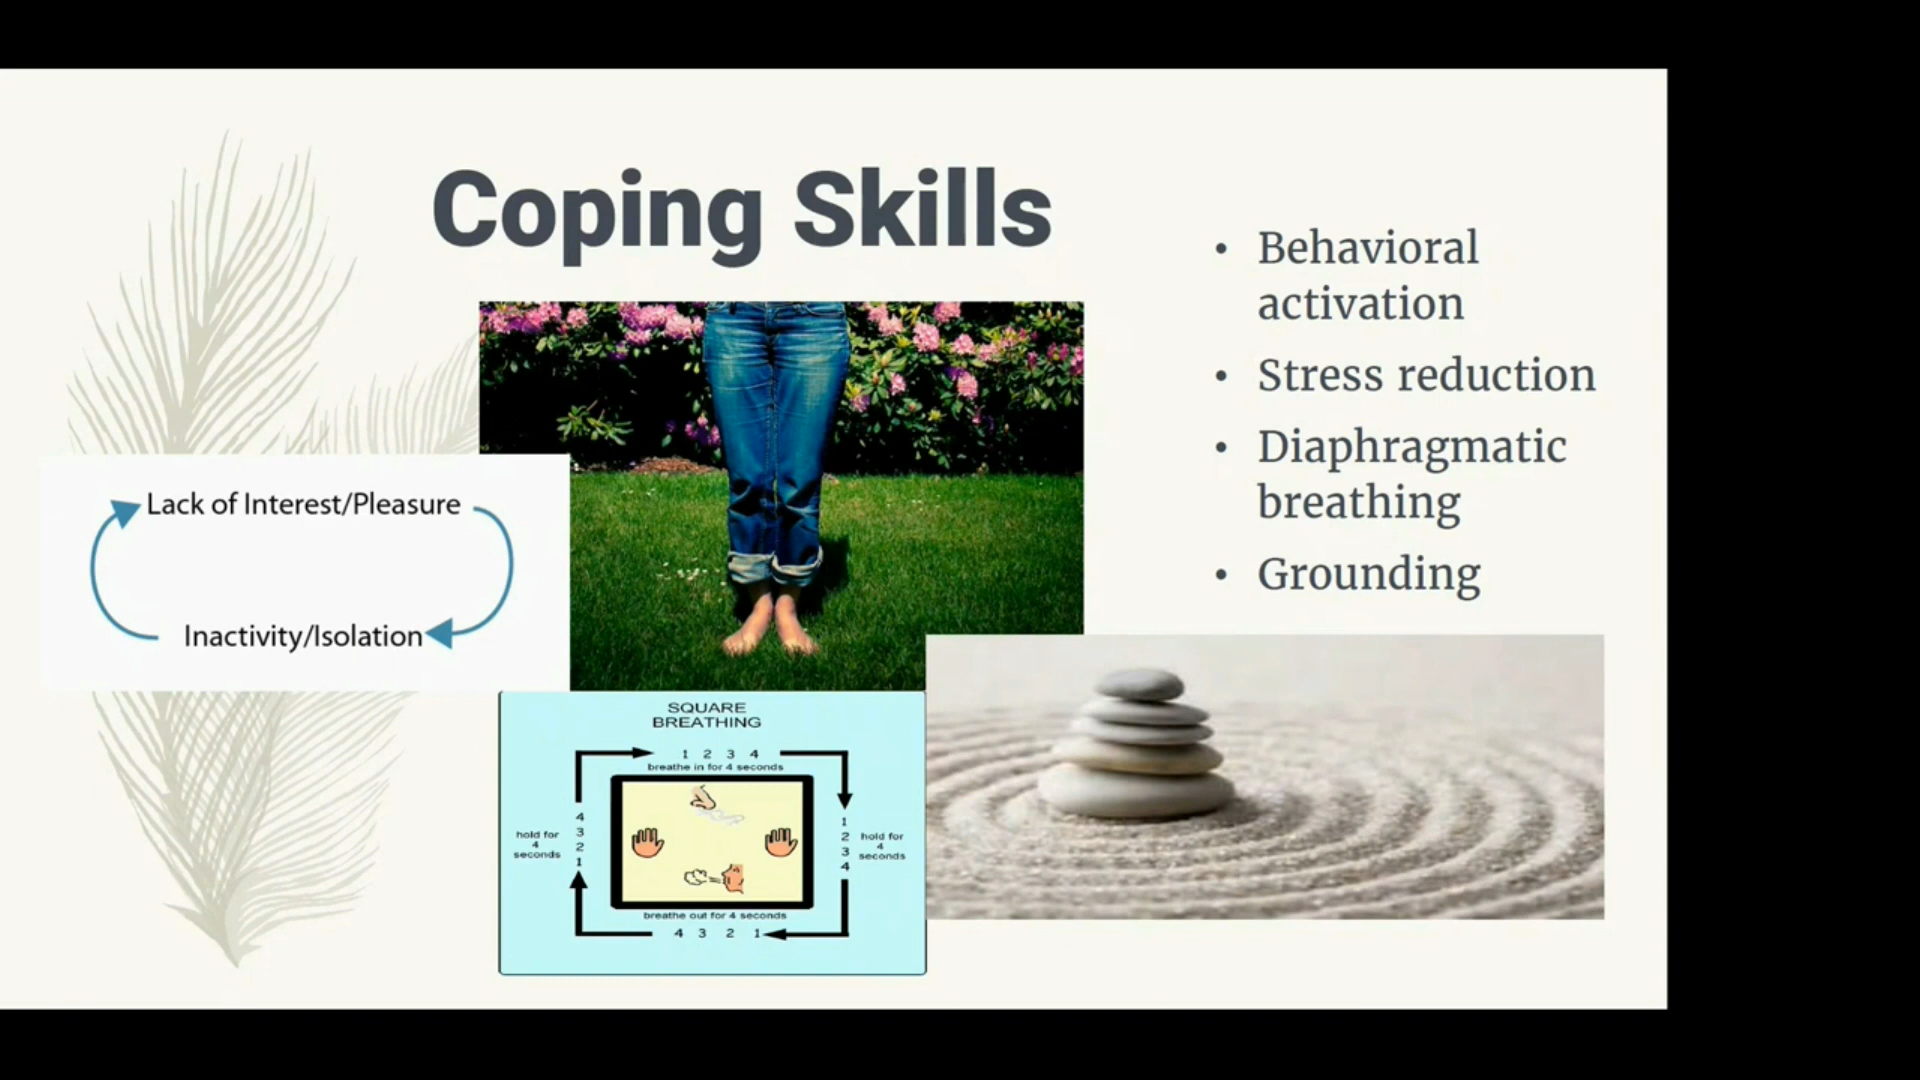 Coping Skills
• Behavioral
activation
• Stress reduction
• Diaphragmatic
breathing
• Grounding
Lack of Interest/Pleasure
Inactivity/Isolation
SQUARE
BREATHING
1 2 3 4
breathe in for 4 seconds
1
2
3
4
hold for
4
seconds
breathe out for 4 seconds
4 3 2 1
hold for
4
seconds
4
3
2
1